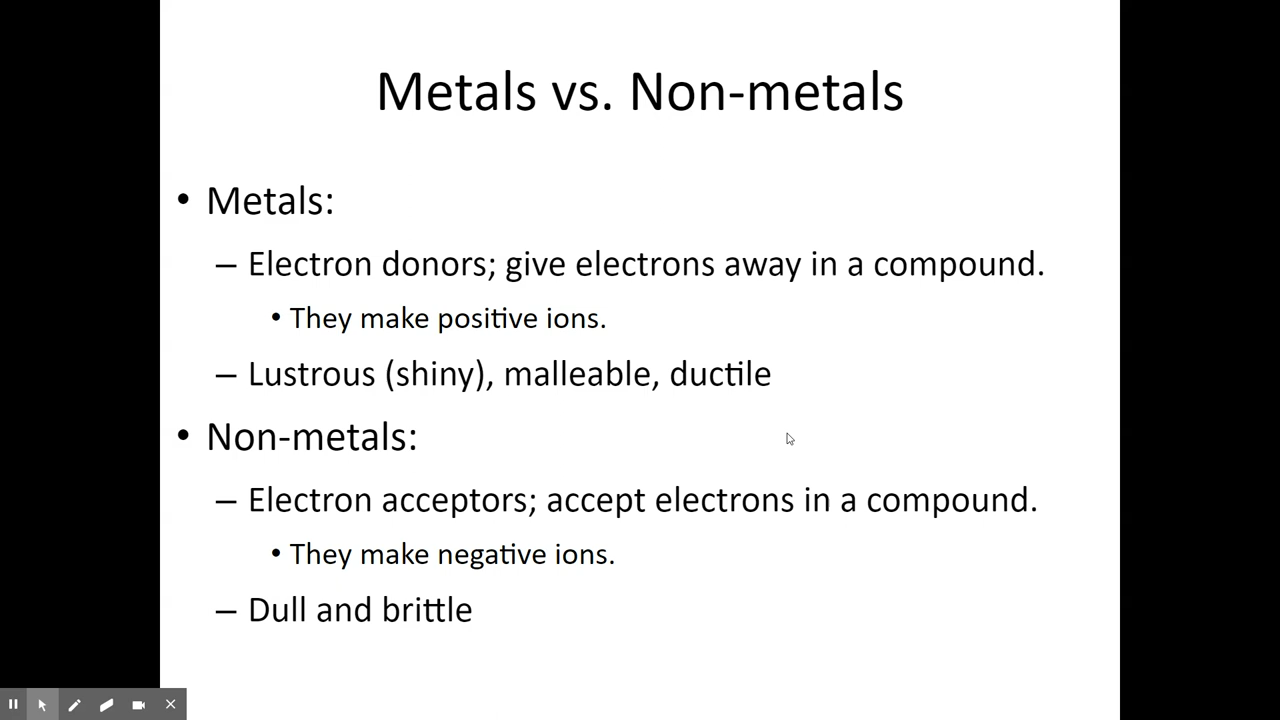 Metals vs. Non-metals
• Metals:
– Electron donors; give electrons away in a compound.
• They make positive ions.
– Lustrous (shiny), malleable, ductile
• Non-metals:
– Electron acceptors; accept electrons in a compound.
• They make negative ions.
– Dull and brittle